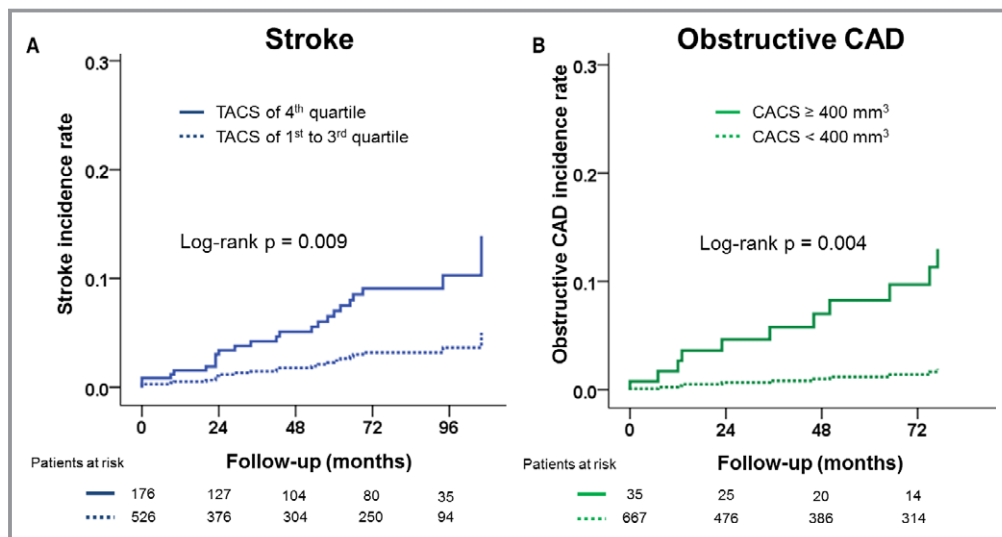 A
Stroke
Stroke incidence rate
0.3
0.2
0.1
0.0
TACS of 4th quartile
TACS of 1st to 3rd quartile
Log-rank p = 0.009
0 24 48 72 96
Follow-up (months)
Patients at risk
176 127 104 80 35
526 376 304 250 94
B
Obstructive CAD
Obstructive CAD incidence rate
0.3
0.2
0.1
0.0
CACS ≥ 400 mm³
CACS < 400 mm³
Log-rank p = 0.004
0 24 48 72
Follow-up (months)
Patients at risk
35 25 20 14
667 476 386 314